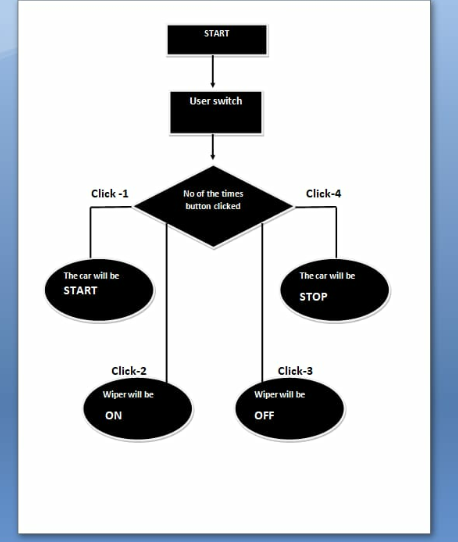 START
User switch
No of the times
button clicked
Click -1
Click-4
The car will be
START
The car will be
STOP
Click-2
Click-3
Wiper will be
ON
Wiper will be
OFF